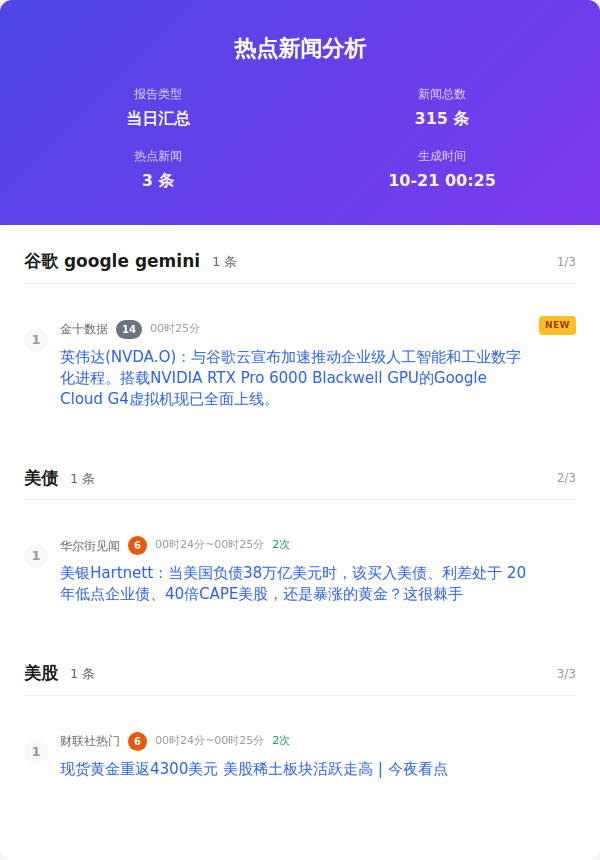 热点新闻分析
报告类型
新闻总数
当日汇总
315 条
热点新闻
生成时间
3 条
10-21 00:25
谷歌 google gemini 1 条 1/3
1
金十数据 14 00时25分 NEW
英伟达(NVDA.O)：与谷歌云宣布加速推动企业级人工智能和工业数字
化进程。搭载NVIDIA RTX Pro 6000 Blackwell GPU的Google
Cloud G4虚拟机现已全面上线。
美债 1 条 2/3
1
华尔街见闻 6 00时24分~00时25分 2次
美银Hartnett：当美国负债38万亿美元时，该买入美债、利差处于 20
年低点企业债、40倍CAPE美股，还是暴涨的黄金？这很棘手
美股 1 条 3/3
1
财联社热门 6 00时24分~00时25分 2次
现货黄金重返4300美元 美股稀土板块活跃走高 | 今夜看点